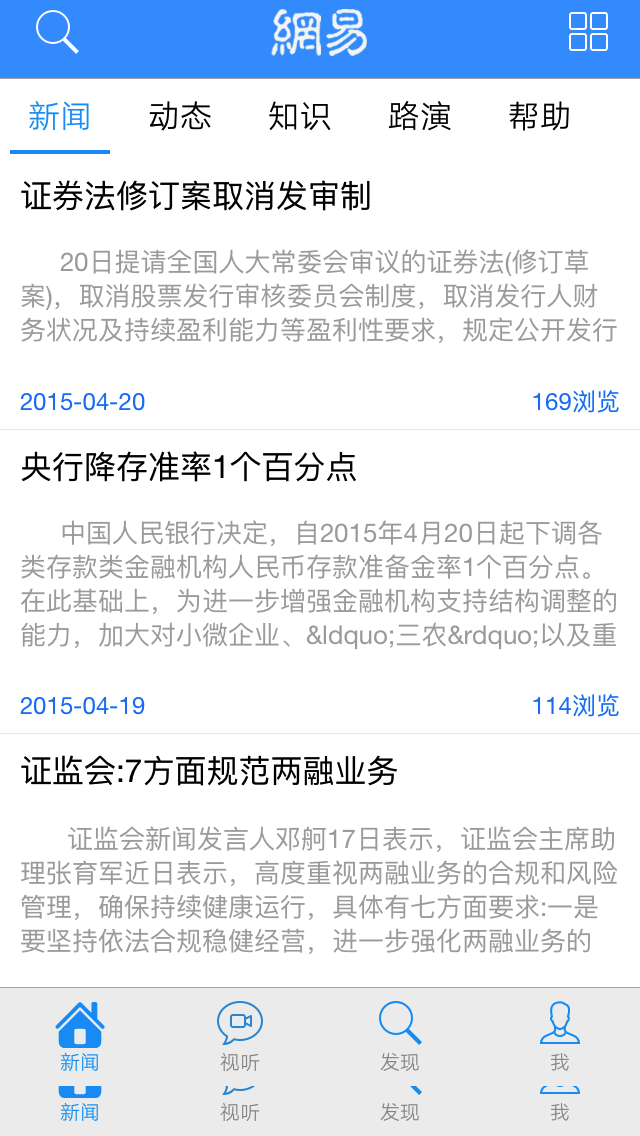 網易
新闻 动态 知识 路演 帮助
证券法修订案取消发审制
20日提请全国人大常委会审议的证券法(修订草
案)，取消股票发行审核委员会制度，取消发行人财
务状况及持续盈利能力等盈利性要求，规定公开发行
2015-04-20 169浏览
央行降存准率1个百分点
中国人民银行决定，自2015年4月20日起下调各
类存款类金融机构人民币存款准备金率1个百分点。
在此基础上，为进一步增强金融机构支持结构调整的
能力，加大对小微企业、&ldquo;三农&rdquo;以及重
2015-04-19 114浏览
证监会:7方面规范两融业务
证监会新闻发言人邓舸17日表示，证监会主席助
理张育军近日表示，高度重视两融业务的合规和风险
管理，确保持续健康运行，具体有七方面要求:一是
要坚持依法合规稳健经营，进一步强化两融业务的
新闻 视听 发现 我
新闻 视听 发现 我